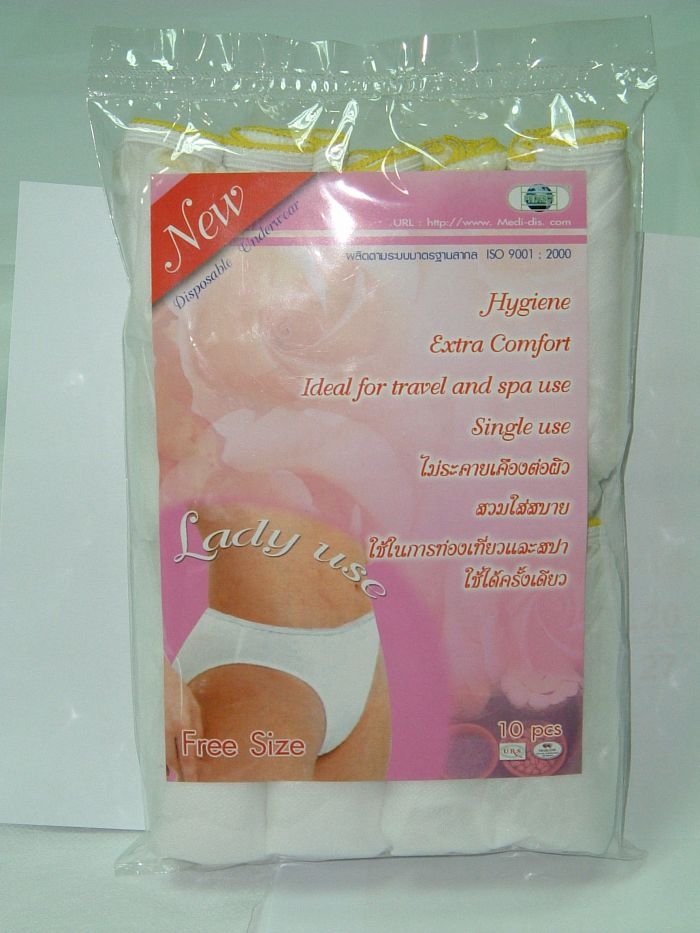 New
Disposable Underwear
URL : http://www. Medi-dis. com
ผลิตตามระบบมาตรฐานสากล ISO 9001 : 2000
Hygiene
Extra Comfort
Ideal for travel and spa use
Single use
ไม่ระคายเคืองต่อผิว
สวมใส่สบาย
ใช้ในการท่องเที่ยวและสปา
ใช้ได้ครั้งเดียว
Lady use
Free Size
10 pcs
26
27